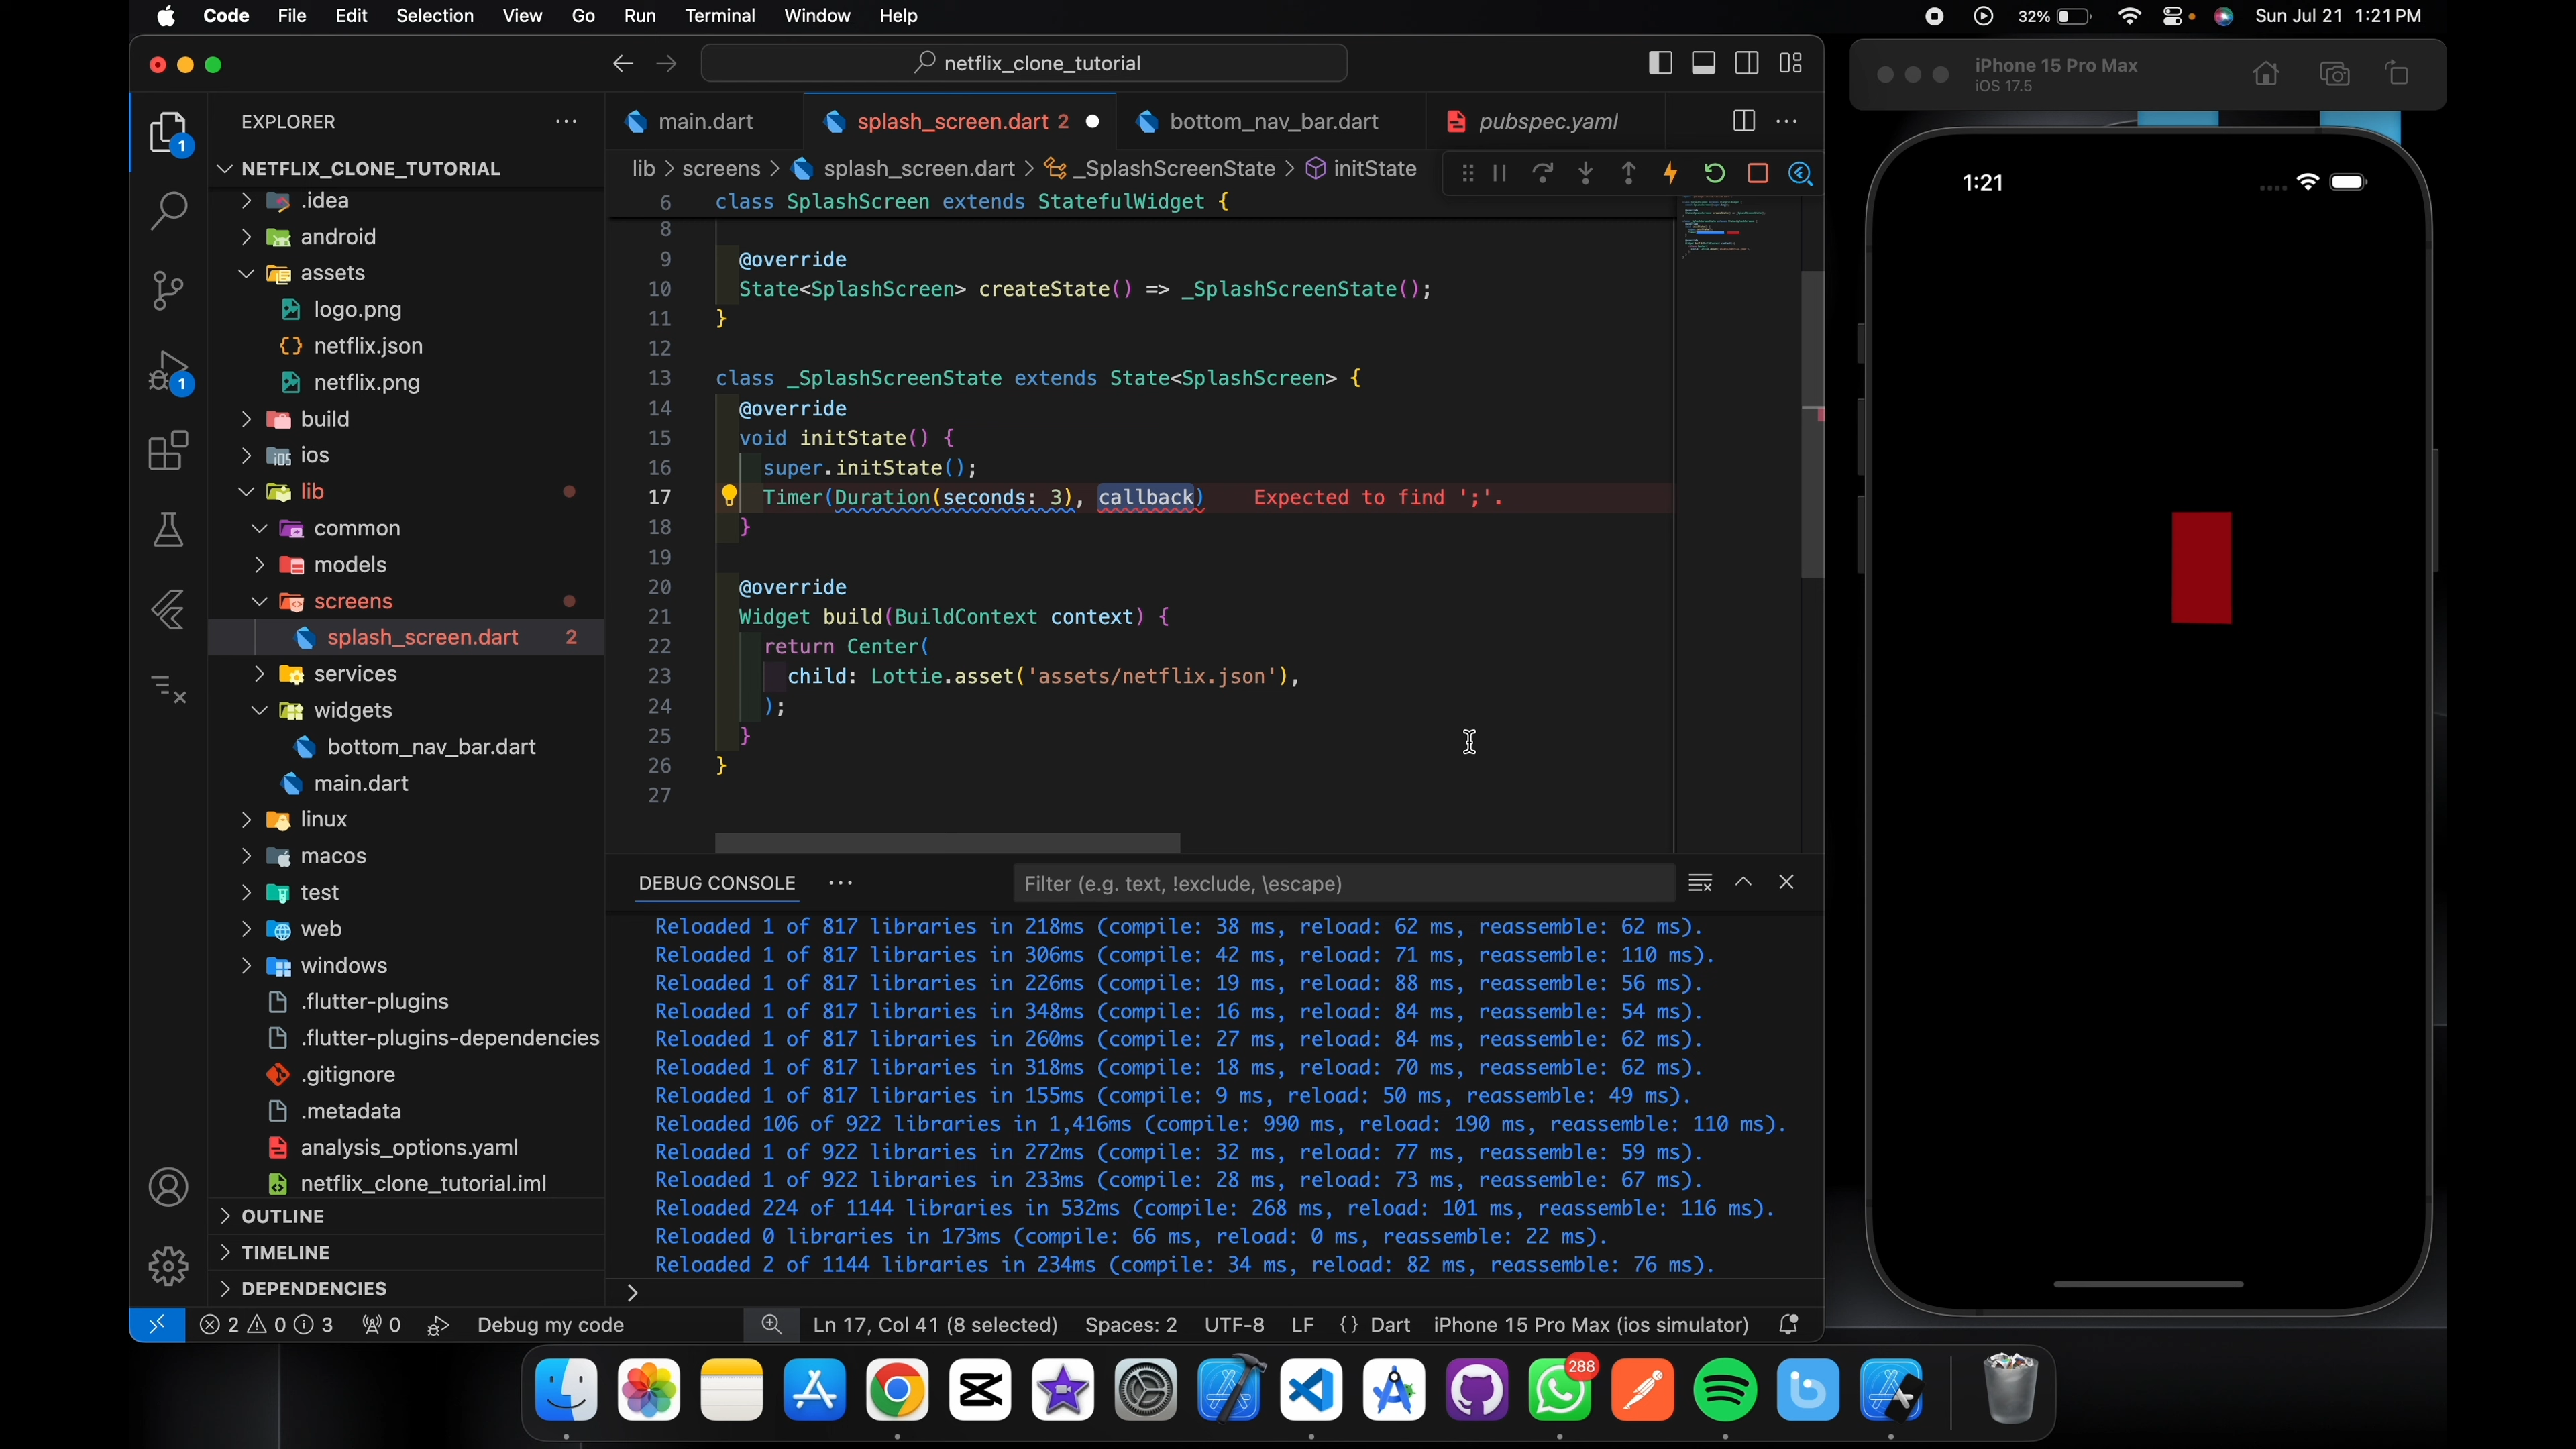 Code File Edit Selection View Go Run Terminal Window Help
32% Sun Jul 21 1:21 PM
netflix_clone_tutorial
iPhone 15 Pro Max
iOS 17.5
EXPLORER
NETFLIX_CLONE_TUTORIAL
.idea
android
assets
logo.png
netflix.json
netflix.png
build
ios
lib
common
models
screens
splash_screen.dart 2
services
widgets
bottom_nav_bar.dart
main.dart
linux
macos
test
web
windows
.flutter-plugins
.flutter-plugins-dependencies
.gitignore
.metadata
analysis_options.yaml
netflix_clone_tutorial.iml
OUTLINE
TIMELINE
DEPENDENCIES
1
1
main.dart splash_screen.dart 2 bottom_nav_bar.dart pubspec.yaml
lib > screens > splash_screen.dart > _SplashScreenState > initState
6 class SplashScreen extends StatefulWidget {
8
9 @override
10 State<SplashScreen> createState() => _SplashScreenState();
11 }
12
13 class _SplashScreenState extends State<SplashScreen> {
14 @override
15 void initState() {
16 super.initState();
17 Timer(Duration(seconds: 3), callback) Expected to find ';'.
18 }
19
20 @override
21 Widget build(BuildContext context) {
22 return Center(
23 child: Lottie.asset('assets/netflix.json'),
24 );
25 }
26 }
27
DEBUG CONSOLE
Filter (e.g. text, !exclude, \escape)
Reloaded 1 of 817 libraries in 218ms (compile: 38 ms, reload: 62 ms, reassemble: 62 ms).
Reloaded 1 of 817 libraries in 306ms (compile: 42 ms, reload: 71 ms, reassemble: 110 ms).
Reloaded 1 of 817 libraries in 226ms (compile: 19 ms, reload: 88 ms, reassemble: 56 ms).
Reloaded 1 of 817 libraries in 348ms (compile: 16 ms, reload: 84 ms, reassemble: 54 ms).
Reloaded 1 of 817 libraries in 260ms (compile: 27 ms, reload: 84 ms, reassemble: 62 ms).
Reloaded 1 of 817 libraries in 318ms (compile: 18 ms, reload: 70 ms, reassemble: 62 ms).
Reloaded 1 of 817 libraries in 155ms (compile: 9 ms, reload: 50 ms, reassemble: 49 ms).
Reloaded 106 of 922 libraries in 1,416ms (compile: 990 ms, reload: 190 ms, reassemble: 110 ms).
Reloaded 1 of 922 libraries in 272ms (compile: 32 ms, reload: 77 ms, reassemble: 59 ms).
Reloaded 1 of 922 libraries in 233ms (compile: 28 ms, reload: 73 ms, reassemble: 67 ms).
Reloaded 224 of 1144 libraries in 532ms (compile: 268 ms, reload: 101 ms, reassemble: 116 ms).
Reloaded 0 libraries in 173ms (compile: 66 ms, reload: 0 ms, reassemble: 22 ms).
Reloaded 2 of 1144 libraries in 234ms (compile: 34 ms, reload: 82 ms, reassemble: 76 ms).
2 0 3 0 Debug my code Ln 17, Col 41 (8 selected) Spaces: 2 UTF-8 LF {} Dart iPhone 15 Pro Max (ios simulator)
1:21
288